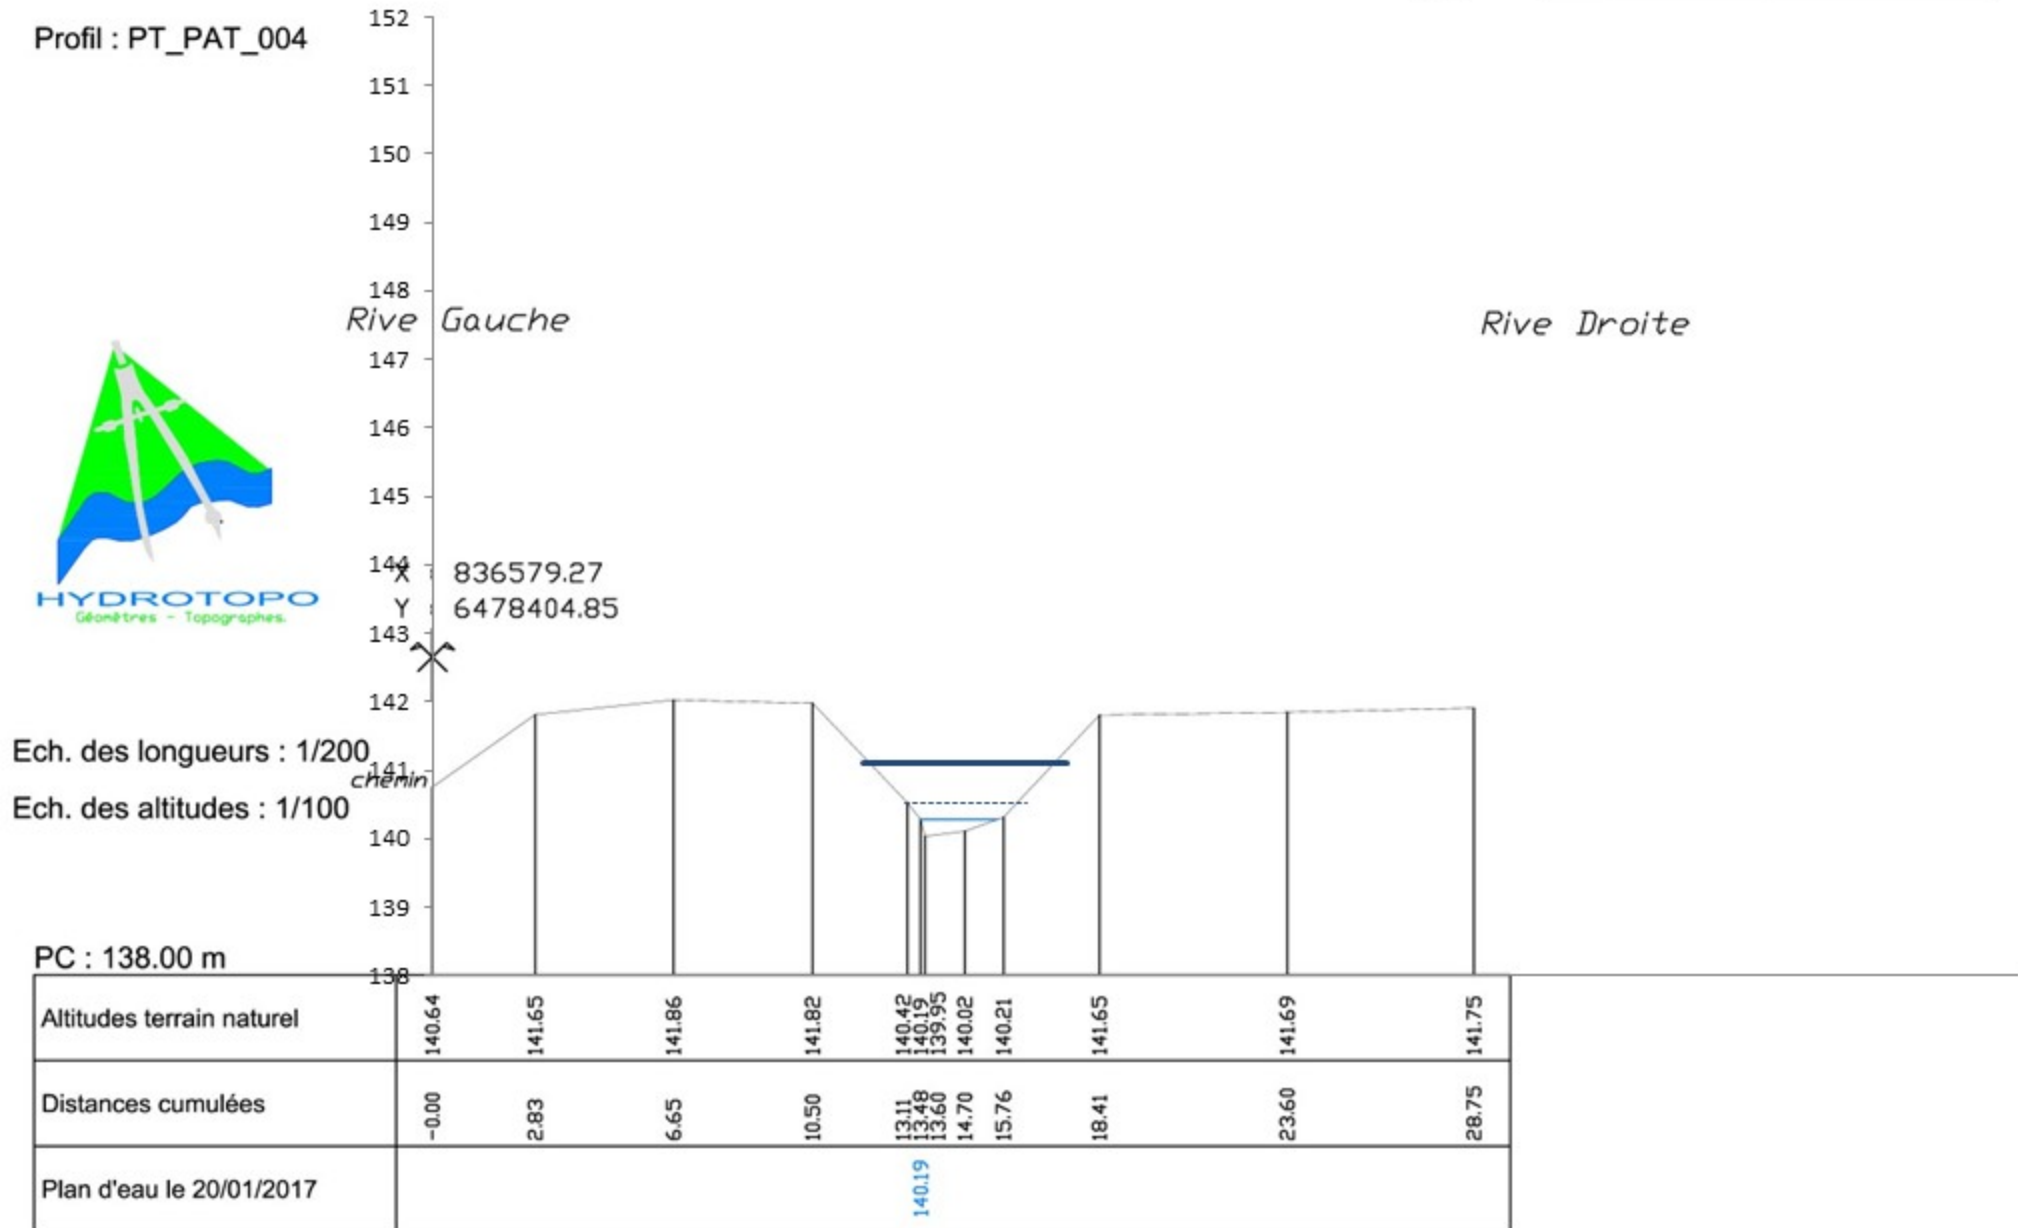 Profil : PT_PAT_004
152
151
150
149
148
Rive Gauche
Rive Droite
147
146
145
144
X : 836579.27
Y : 6478404.85
143
HYDROTOPO
Géomètres - Topographes.
142
Ech. des longueurs : 1/200
141
chemin
Ech. des altitudes : 1/100
140
139
PC : 138.00 m
138
Altitudes terrain naturel 140.64 141.65 141.86 141.82 140.42 140.19 139.95 140.02 140.21 141.65 141.69 141.75
Distances cumulées -0.00 2.83 6.65 10.50 13.11 13.48 13.60 14.70 15.76 18.41 23.60 28.75
Plan d'eau le 20/01/2017 140.19